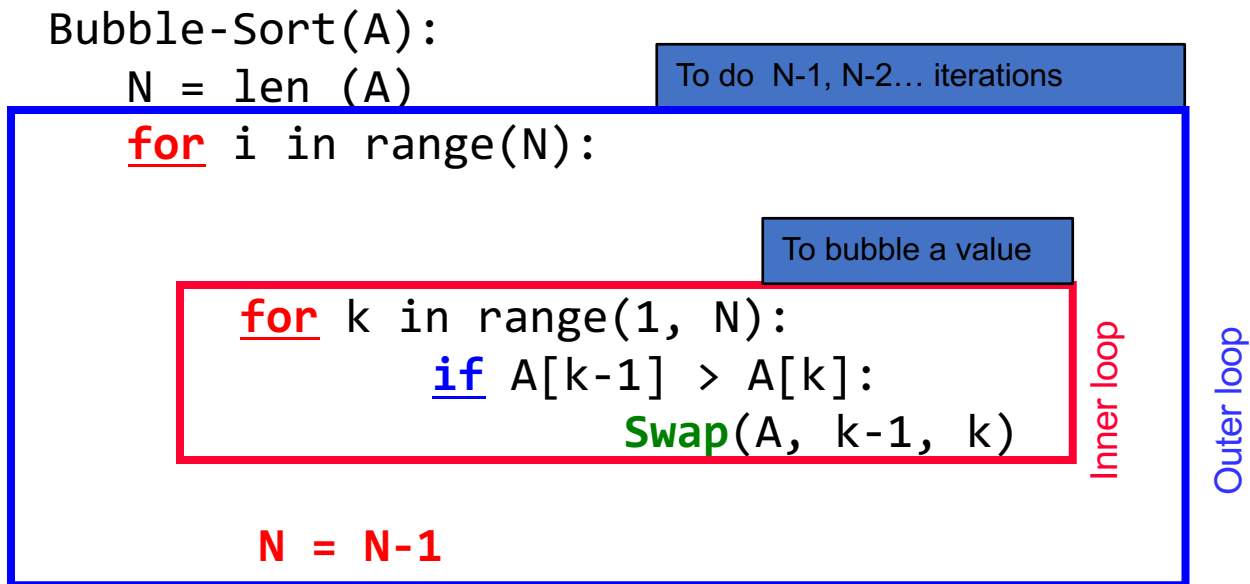 Bubble-Sort(A):
N = len (A)
To do N-1, N-2… iterations
for i in range(N):
To bubble a value
for k in range(1, N):
if A[k-1] > A[k]:
Swap(A, k-1, k)
Inner loop
Outer loop
N = N-1